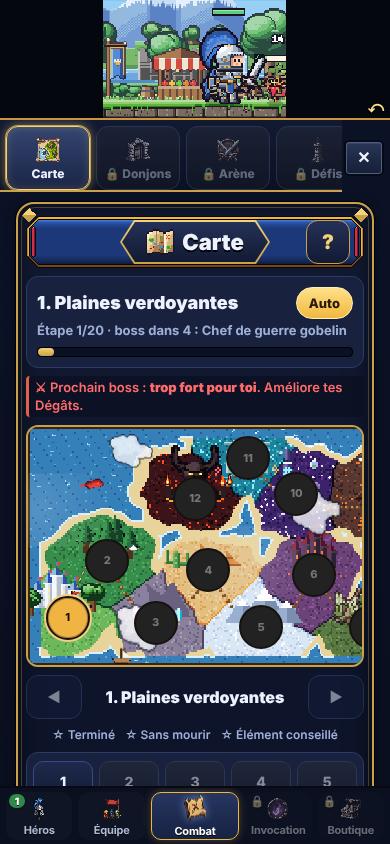 14
Carte
Donjons
Arène
Défis
×
Carte
?
1. Plaines verdoyantes
Auto
Étape 1/20 · boss dans 4 : Chef de guerre gobelin
⚔ Prochain boss : trop fort pour toi. Améliore tes
Dégâts.
11
12
10
2
4
6
1
3
5
◀ 1. Plaines verdoyantes ▶
☆ Terminé ☆ Sans mourir ☆ Élément conseillé
1 2 3 4 5
1
Héros
Équipe
Combat
Invocation
Boutique